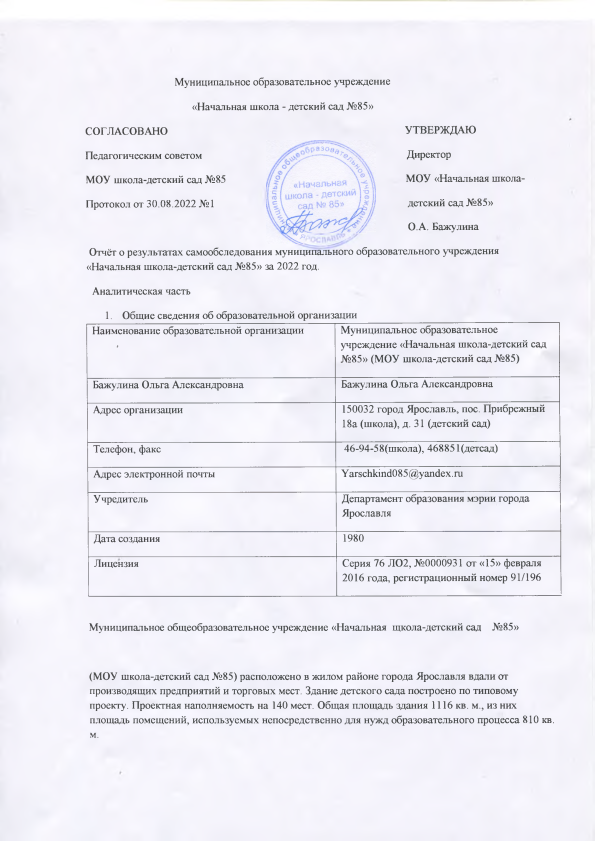 Муниципальное образовательное учреждение
«Начальная школа - детский сад №85»
СОГЛАСОВАНО УТВЕРЖДАЮ
Педагогическим советом Директор
МОУ школа-детский сад №85 МОУ «Начальная школа-
Протокол от 30.08.2022 №1 детский сад №85»
«Начальная
школа - детский
сад № 85»
О.А. Бажулина
Отчёт о результатах самообследования муниципального образовательного учреждения
«Начальная школа-детский сад №85» за 2022 год.
Аналитическая часть
1. Общие сведения об образовательной организации
Наименование образовательной организации Муниципальное образовательное
учреждение «Начальная школа-детский сад
№85» (МОУ школа-детский сад №85)
Бажулина Ольга Александровна Бажулина Ольга Александровна
Адрес организации 150032 город Ярославль, пос. Прибрежный
18а (школа), д. 31 (детский сад)
Телефон, факс 46-94-58(школа), 468851(детсад)
Адрес электронной почты Yarschkind085@yandex.ru
Учредитель Департамент образования мэрии города
Ярославля
Дата создания 1980
Лицензия Серия 76 ЛО2, №0000931 от «15» февраля
2016 года, регистрационный номер 91/196
Муниципальное общеобразовательное учреждение «Начальная щкола-детский сад №85»
(МОУ школа-детский сад №85) расположено в жилом районе города Ярославля вдали от
производящих предприятий и торговых мест. Здание детского сада построено по типовому
проекту. Проектная наполняемость на 140 мест. Общая площадь здания 1116 кв. м., из них
площадь помещений, используемых непосредственно для нужд образовательного процесса 810 кв.
м.